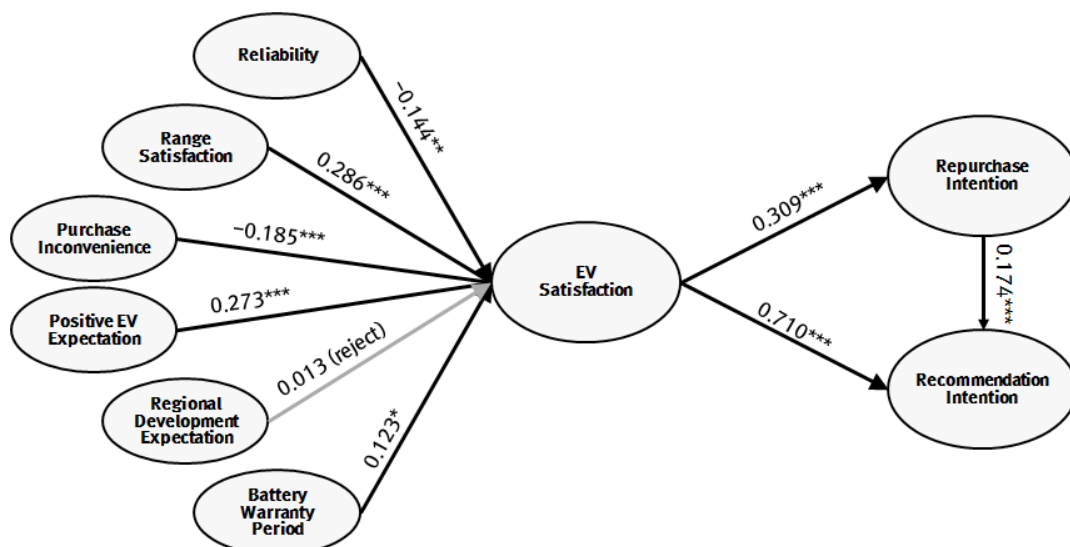 Reliability
−0.144**
Range
Satisfaction
0.286***
Purchase
Inconvenience
−0.185***
Positive EV
Expectation
0.273***
Regional
Development
Expectation
0.013 (reject)
Battery
Warranty
Period
0.123*
EV
Satisfaction
0.309***
Repurchase
Intention
0.174***
0.710***
Recommendation
Intention